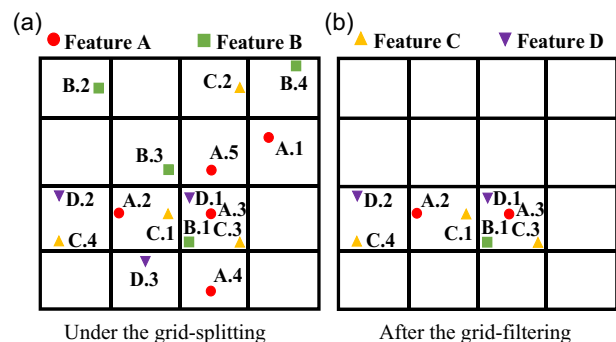 (a) (b)
Feature A Feature B Feature C Feature D
B.2 C.2 B.4
A.1
B.3 A.5
D.2 A.2 D.1 A.3
C.4 C.1 B.1 C.3
D.3 A.4
D.2 A.2 D.1 A.3
C.4 C.1 B.1 C.3
Under the grid-splitting After the grid-filtering